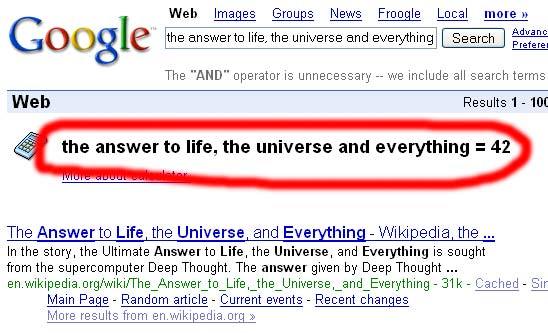 Google™
Web Images Groups News Froogle Local more »
the answer to life, the universe and everything Search
Advanc
Preferen
The "AND" operator is unnecessary -- we include all search terms
Web Results 1 - 100
the answer to life, the universe and everything = 42
More about calculator.
The Answer to Life, the Universe, and Everything - Wikipedia, the ...
In the story, the Ultimate Answer to Life, the Universe, and Everything is sought
from the supercomputer Deep Thought. The answer given by Deep Thought ...
en.wikipedia.org/wiki/The_Answer_to_Life,_the_Universe,_and_Everything - 31k - Cached - Sin
Main Page - Random article - Current events - Recent changes
More results from en.wikipedia.org »